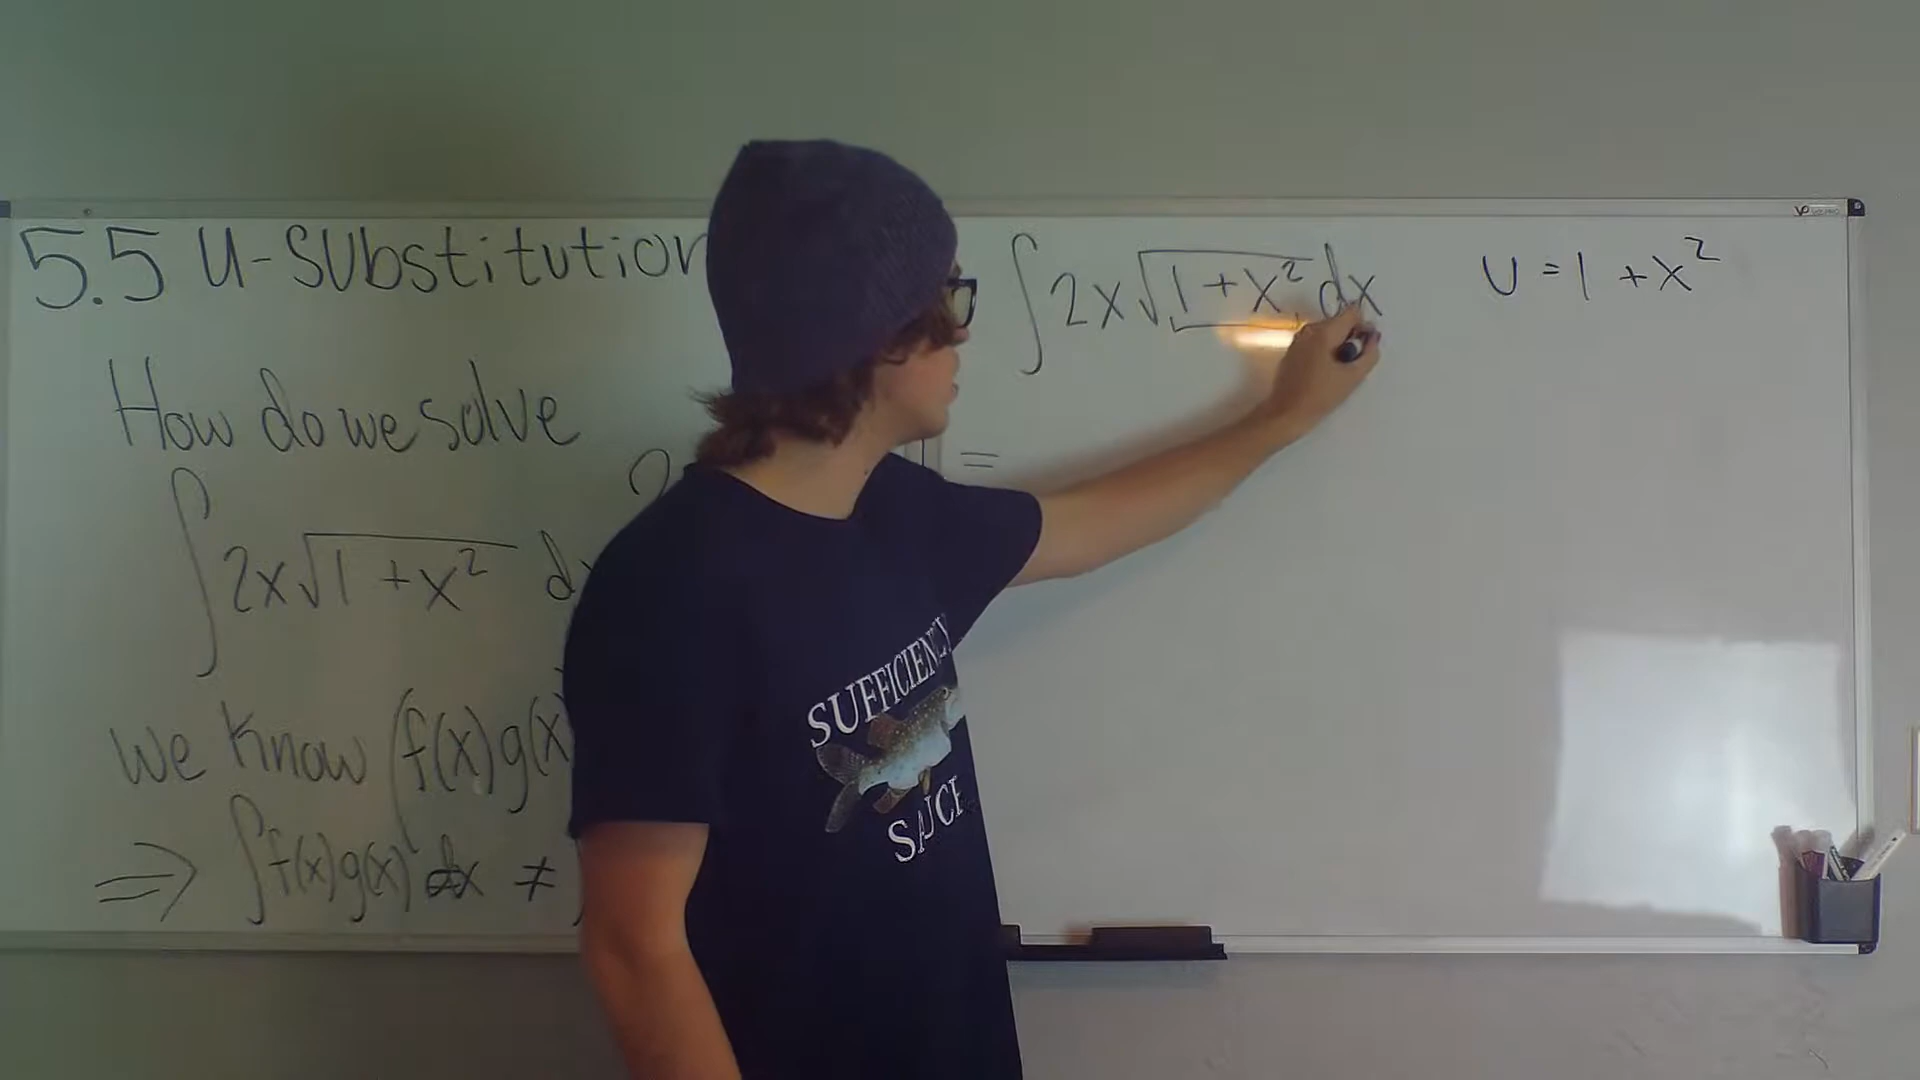 5.5 U-Substitution
How do we solve
∫ 2x√(1 + x²) dx
?
we know (f(x)g(x)
⇒ ∫ f(x)g(x) dx ≠ ∫
=
∫ 2x√(1 + x²) dx
U = 1 + x²
SUFFICIENCY
SAUCE